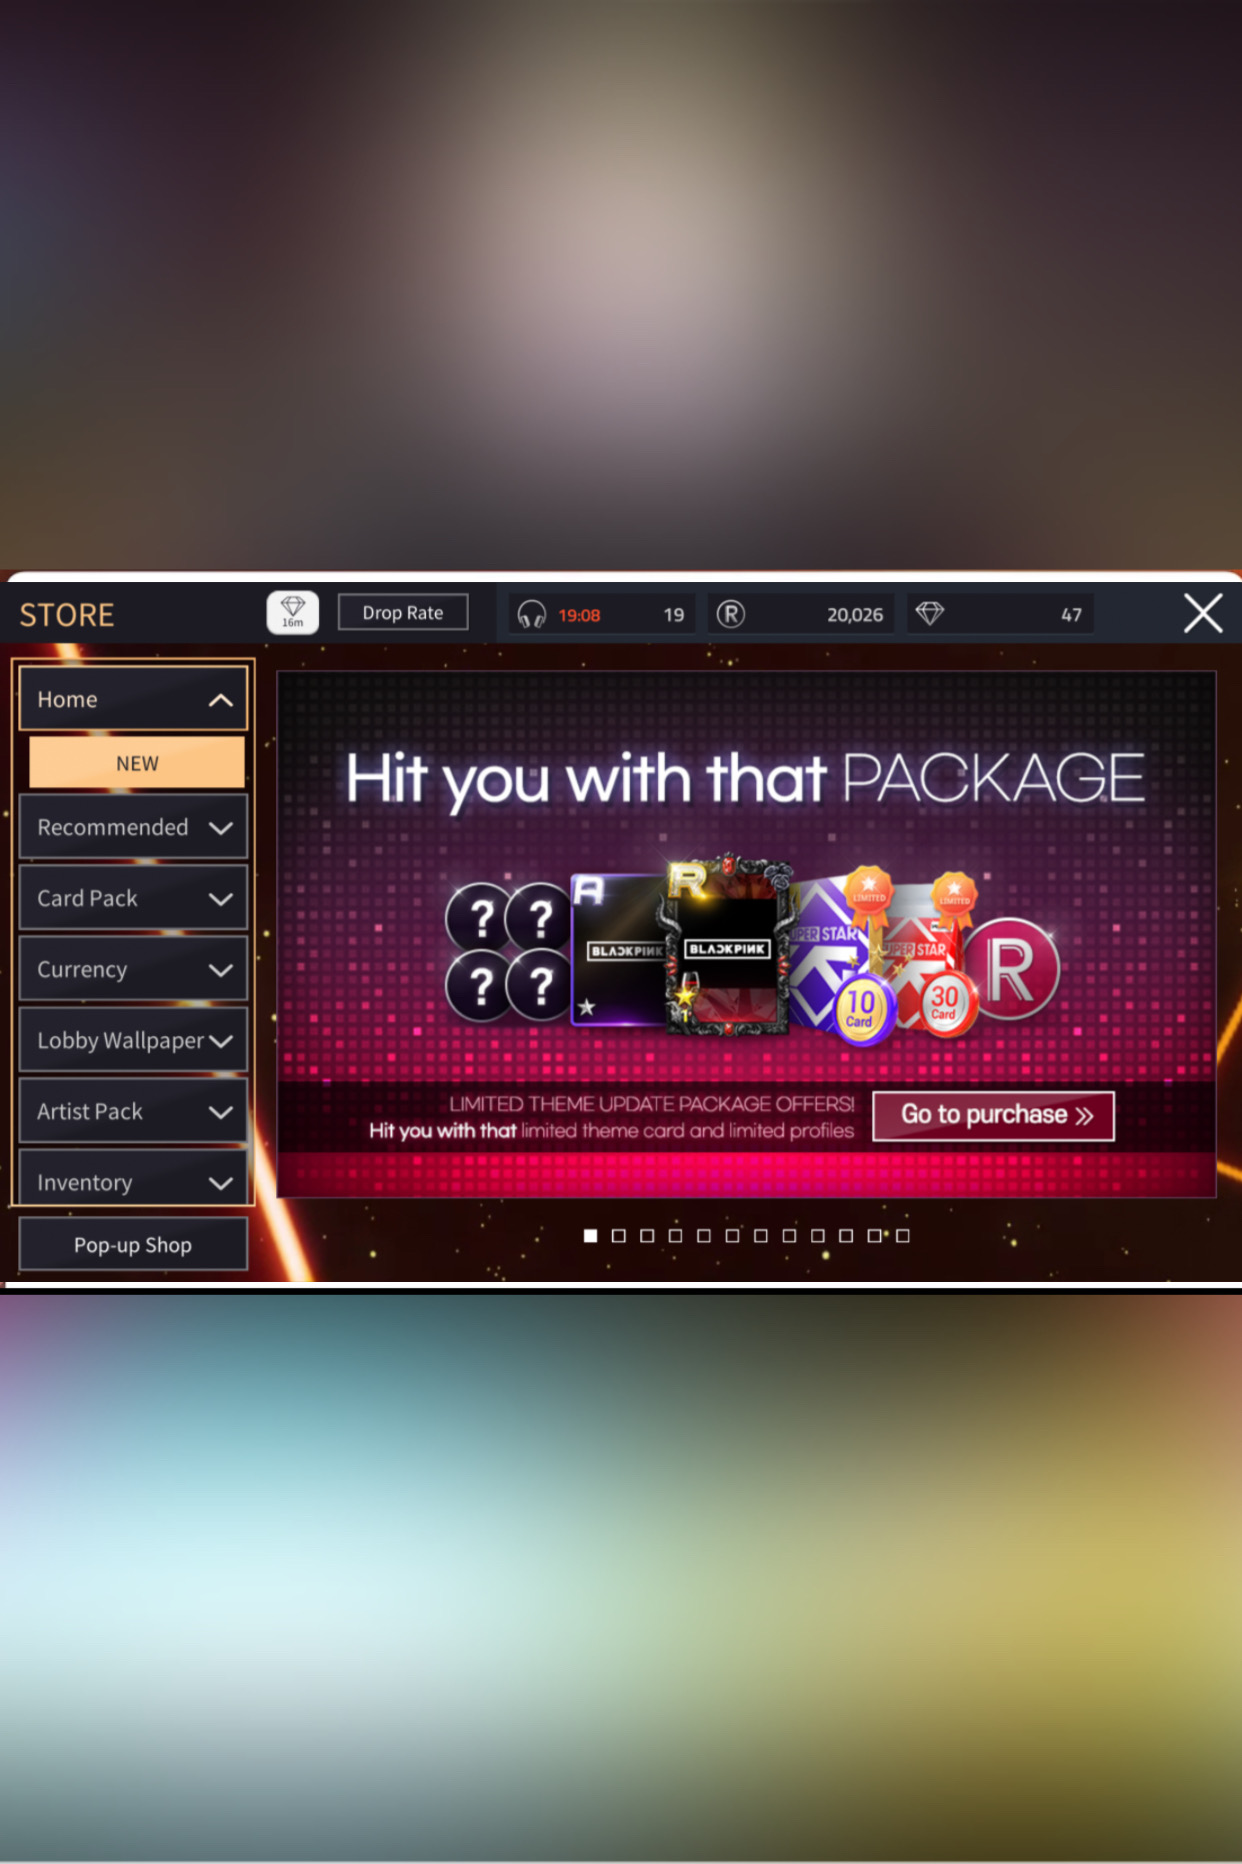 STORE
16m
Drop Rate
19:08
19
R
20,026
47
Home
NEW
Recommended
Card Pack
Currency
Lobby Wallpaper
Artist Pack
Inventory
Pop-up Shop
Hit you with that PACKAGE
? ?
? ?
R
BLACKPINK
R
BLACKPINK
1
LIMITED
UPER STAR
10
Card
LIMITED
UPER STAR
30
Card
R
LIMITED THEME UPDATE PACKAGE OFFERS!
Hit you with that limited theme card and limited profiles
Go to purchase »